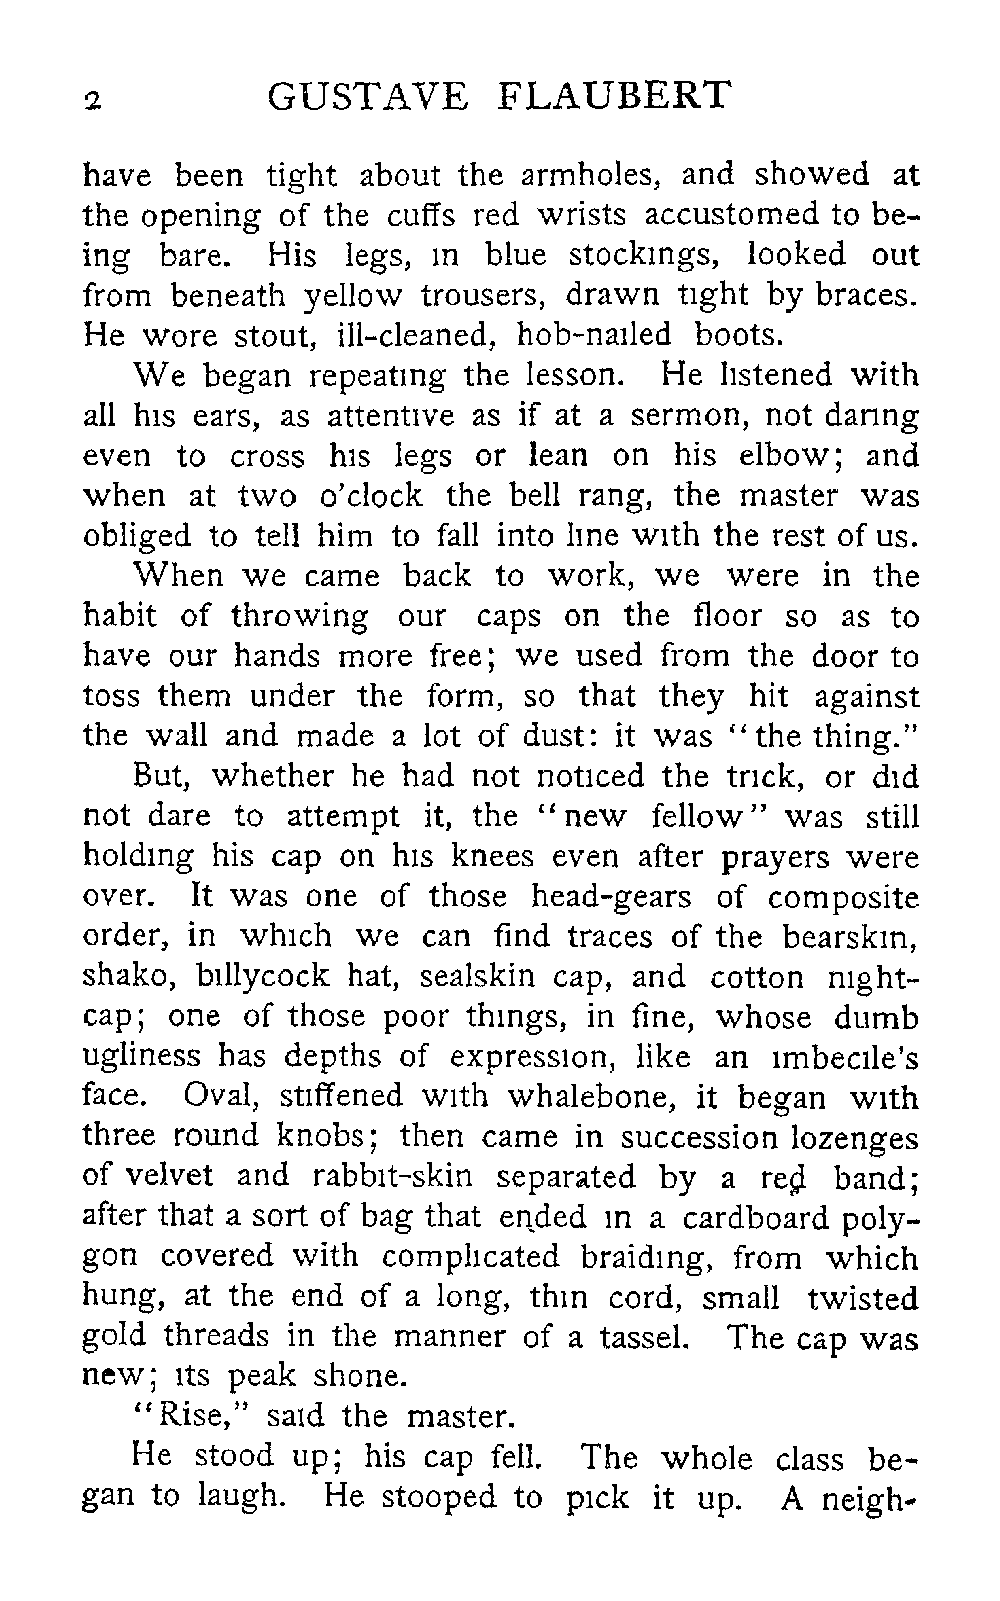 2 GUSTAVE FLAUBERT
have been tight about the armholes, and showed at
the opening of the cuffs red wrists accustomed to be-
ing bare. His legs, in blue stockings, looked out
from beneath yellow trousers, drawn tight by braces.
He wore stout, ill-cleaned, hob-nailed boots.
We began repeating the lesson. He listened with
all his ears, as attentive as if at a sermon, not daring
even to cross his legs or lean on his elbow; and
when at two o'clock the bell rang, the master was
obliged to tell him to fall into line with the rest of us.
When we came back to work, we were in the
habit of throwing our caps on the floor so as to
have our hands more free; we used from the door to
toss them under the form, so that they hit against
the wall and made a lot of dust: it was "the thing."
But, whether he had not noticed the trick, or did
not dare to attempt it, the "new fellow" was still
holding his cap on his knees even after prayers were
over. It was one of those head-gears of composite
order, in which we can find traces of the bearskin,
shako, billycock hat, sealskin cap, and cotton night-
cap; one of those poor things, in fine, whose dumb
ugliness has depths of expression, like an imbecile's
face. Oval, stiffened with whalebone, it began with
three round knobs; then came in succession lozenges
of velvet and rabbit-skin separated by a red band;
after that a sort of bag that ended in a cardboard poly-
gon covered with complicated braiding, from which
hung, at the end of a long, thin cord, small twisted
gold threads in the manner of a tassel. The cap was
new; its peak shone.
"Rise," said the master.
He stood up; his cap fell. The whole class be-
gan to laugh. He stooped to pick it up. A neigh-